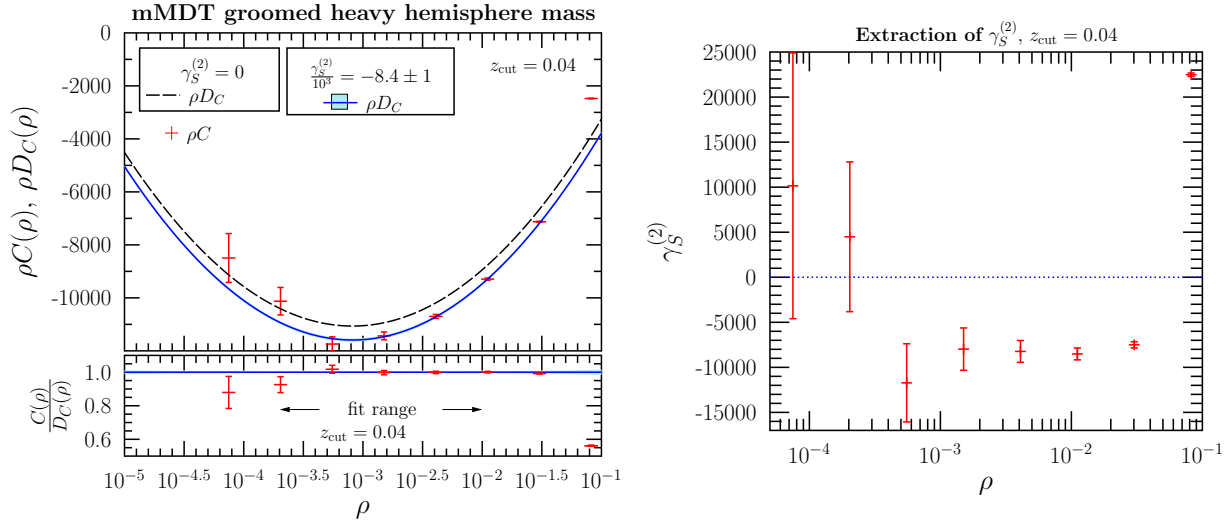 mMDT groomed heavy hemisphere mass
0
-2000
-4000
-6000
-8000
-10000
ρC(ρ), ρD_C(ρ)
γ_S^{(2)} = 0
ρD_C
γ_S^{(2)}/10^3 = −8.4 ± 1
ρD_C
z_cut = 0.04
ρC
1.0
0.8
0.6
C(ρ)/D_C(ρ)
fit range
z_cut = 0.04
10^{-5} 10^{-4.5} 10^{-4} 10^{-3.5} 10^{-3} 10^{-2.5} 10^{-2} 10^{-1.5} 10^{-1}
ρ
Extraction of γ_S^{(2)}, z_cut = 0.04
25000
20000
15000
10000
5000
0
-5000
-10000
-15000
γ_S^{(2)}
10^{-4} 10^{-3} 10^{-2} 10^{-1}
ρ